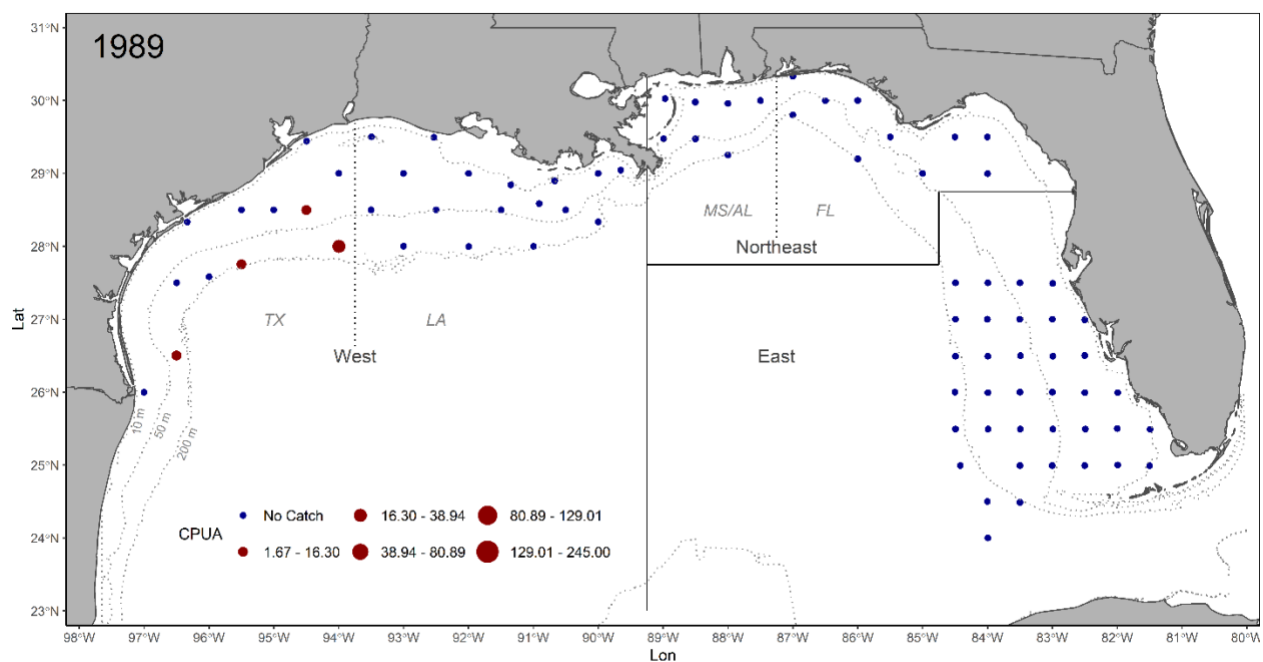 1989
31°N
30°N
29°N
28°N
27°N
26°N
25°N
24°N
23°N
Lat
MS/AL
FL
Northeast
TX
LA
West
East
10 m
50 m
200 m
CPUA
No Catch
16.30 - 38.94
80.89 - 129.01
1.67 - 16.30
38.94 - 80.89
129.01 - 245.00
98°W 97°W 96°W 95°W 94°W 93°W 92°W 91°W 90°W 89°W 88°W 87°W 86°W 85°W 84°W 83°W 82°W 81°W 80°W
Lon